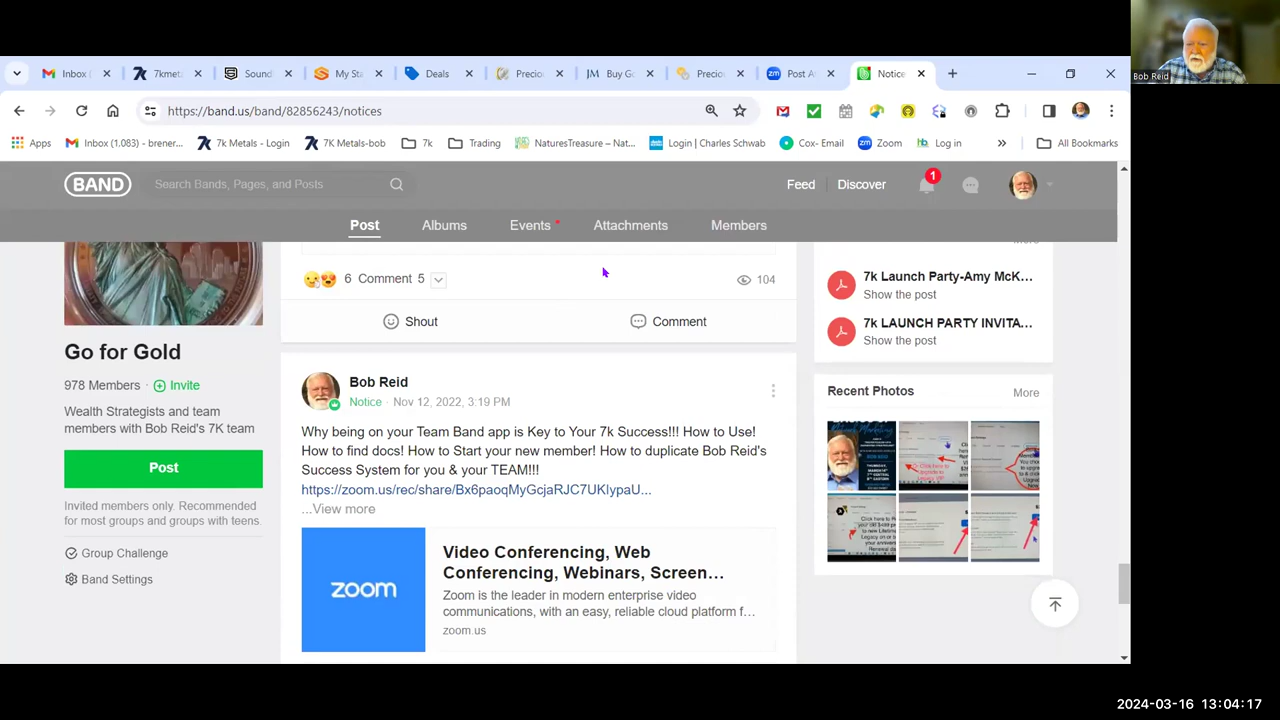 Inbox (
7kmet
Sound
My St
Deals
Precio
Buy Go
Precio
Post A
Notice
Bob Reid
https://band.us/band/82856243/notices
Apps
Inbox (1.083) - brener...
7k Metals - Login
7K Metals-bob
7k
Trading
NaturesTreasure – Nat...
Login | Charles Schwab
Cox- Email
Zoom
Log in
»
All Bookmarks
BAND
Search Bands, Pages, and Posts
Feed
Discover
1
Post
Albums
Events
Attachments
Members
6 Comment 5
104
Shout
Comment
7k Launch Party-Amy McK...
Show the post
7k LAUNCH PARTY INVITA...
Show the post
Go for Gold
978 Members · Invite
Wealth Strategists and team
members with Bob Reid's 7K team
Post
Invited members only. Recommended
for most groups and groups with teens.
Group Challenge
Band Settings
Bob Reid
Notice · Nov 12, 2022, 3:19 PM
Why being on your Team Band app is Key to Your 7k Success!!! How to Use!
How to find docs! How to Start your new member! How to duplicate Bob Reid's
Success System for you & your TEAM!!!
https://zoom.us/rec/share/Bx6paoqMyGcjaRJC7UKlypaU...
...View more
zoom
Video Conferencing, Web
Conferencing, Webinars, Screen...
Zoom is the leader in modern enterprise video
communications, with an easy, reliable cloud platform f...
zoom.us
Recent Photos
More
2024-03-16 13:04:17